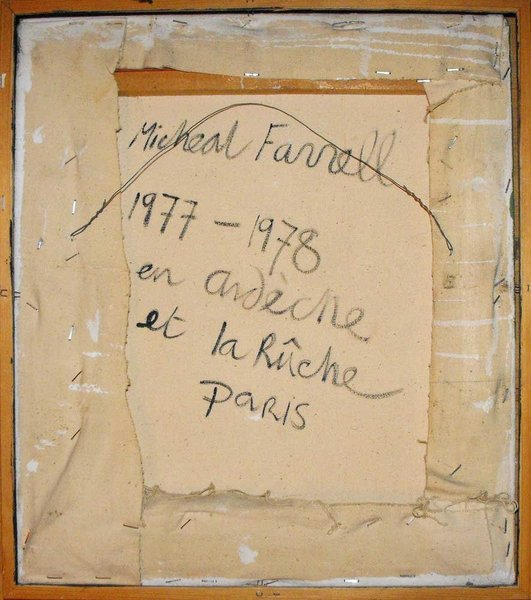 Micheal Farrell
1977 - 1978
en ardèche
et la Rûche
PARIS